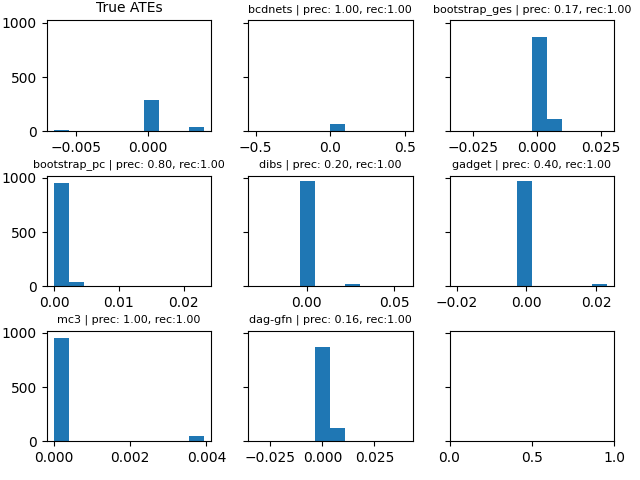 True ATEs
bcdnets | prec: 1.00, rec:1.00
bootstrap_ges | prec: 0.17, rec:1.00
1000
500
0
−0.005 0.000
−0.5 0.0 0.5
−0.025 0.000 0.025
bootstrap_pc | prec: 0.80, rec:1.00
dibs | prec: 0.20, rec:1.00
gadget | prec: 0.40, rec:1.00
1000
500
0
0.00 0.01 0.02
0.00 0.05
−0.02 0.00 0.02
mc3 | prec: 1.00, rec:1.00
dag-gfn | prec: 0.16, rec:1.00
1000
500
0
0.000 0.002 0.004
−0.025 0.000 0.025
0.0 0.5 1.0